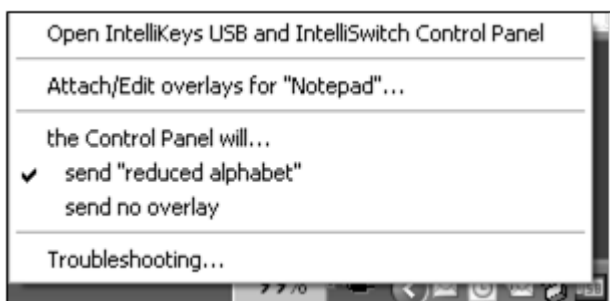 Open IntelliKeys USB and IntelliSwitch Control Panel
Attach/Edit overlays for "Notepad"...
the Control Panel will...
send "reduced alphabet"
send no overlay
Troubleshooting...
99%